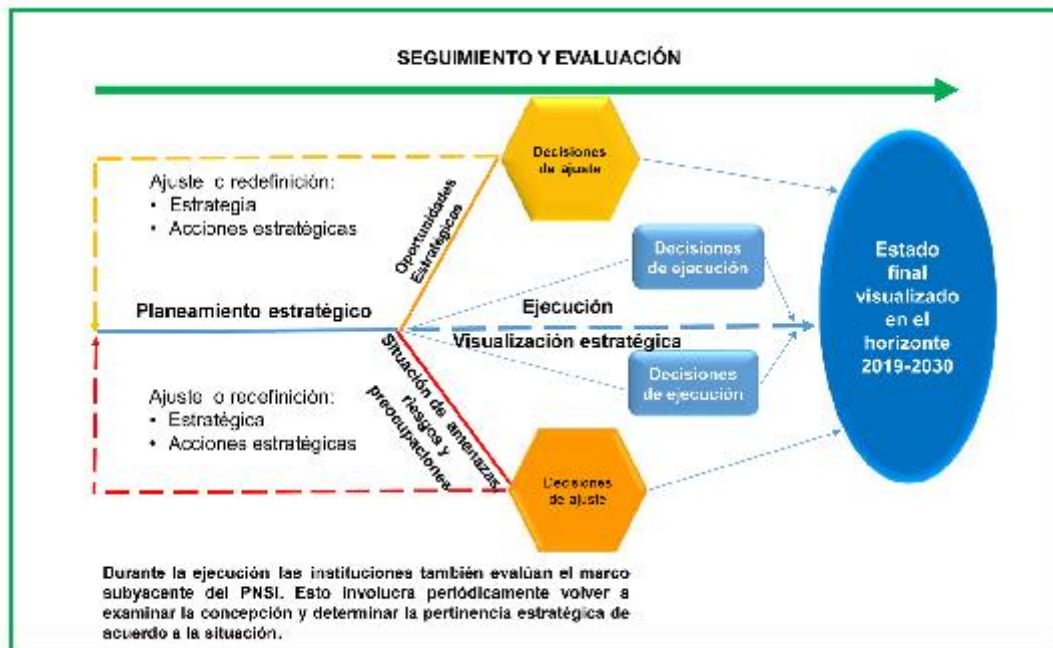 SEGUIMIENTO Y EVALUACIÓN
Decisiones
de ajuste
Ajuste o redefinición:
• Estrategia
• Acciones estratégicas
Oportunidades
Estratégicos
Decisiones
de ejecución
Planeamiento estratégico
Ejecución
Visualización estratégica
Estado
final
visualizado
en el
horizonte
2019-2030
Situación de amenazas,
riesgos y
preocupaciones
Decisiones
de ejecución
Ajuste o redefinición:
• Estratégica
• Acciones estratégicas
Decisiones
de ajuste
Durante la ejecución las instituciones también evalúan el marco
subyacente del PNSI. Esto involucra periódicamente volver a
examinar la concepción y determinar la pertinencia estratégica de
acuerdo a la situación.